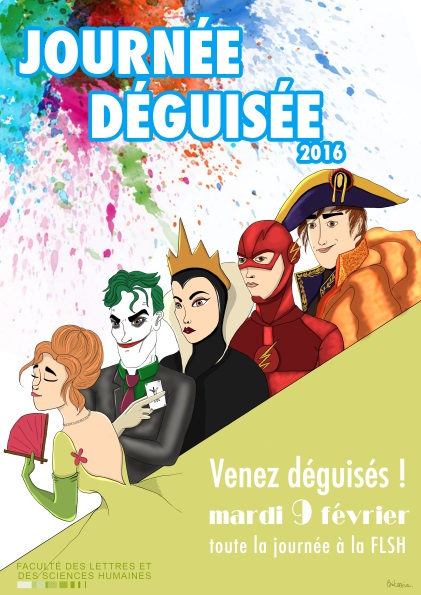 JOURNÉE
DÉGUISÉE
2016
Venez déguisés !
mardi 9 février
toute la journée à la FLSH
FACULTÉ DES LETTRES ET
DES SCIENCES HUMAINES